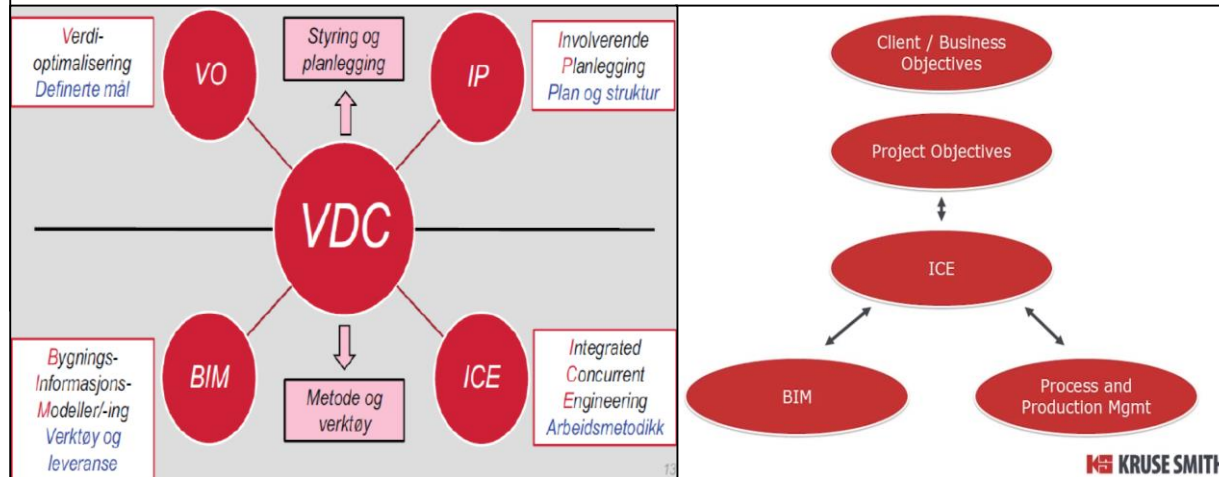 Verdi-
optimalisering
Definerte mål
VO
Styring og
planlegging
IP
Involverende
Planlegging
Plan og struktur
VDC
Bygnings-
Informasjons-
Modeller/-ing
Verktøy og
leveranse
BIM
Metode og
verktøy
ICE
Integrated
Concurrent
Engineering
Arbeidsmetodikk
13
Client / Business
Objectives
Project Objectives
ICE
BIM
Process and
Production Mgmt
KRUSE SMITH